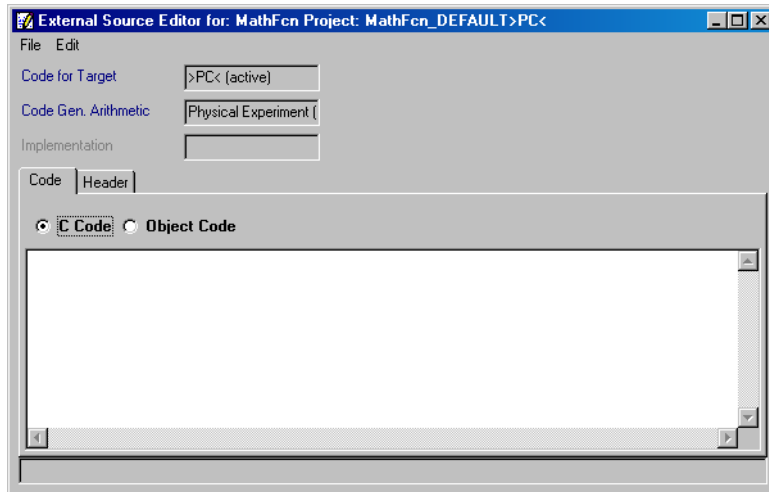 External Source Editor for: MathFcn Project: MathFcn_DEFAULT>PC<
File Edit
Code for Target >PC< (active)
Code Gen. Arithmetic Physical Experiment (
Implementation
Code Header
C Code Object Code